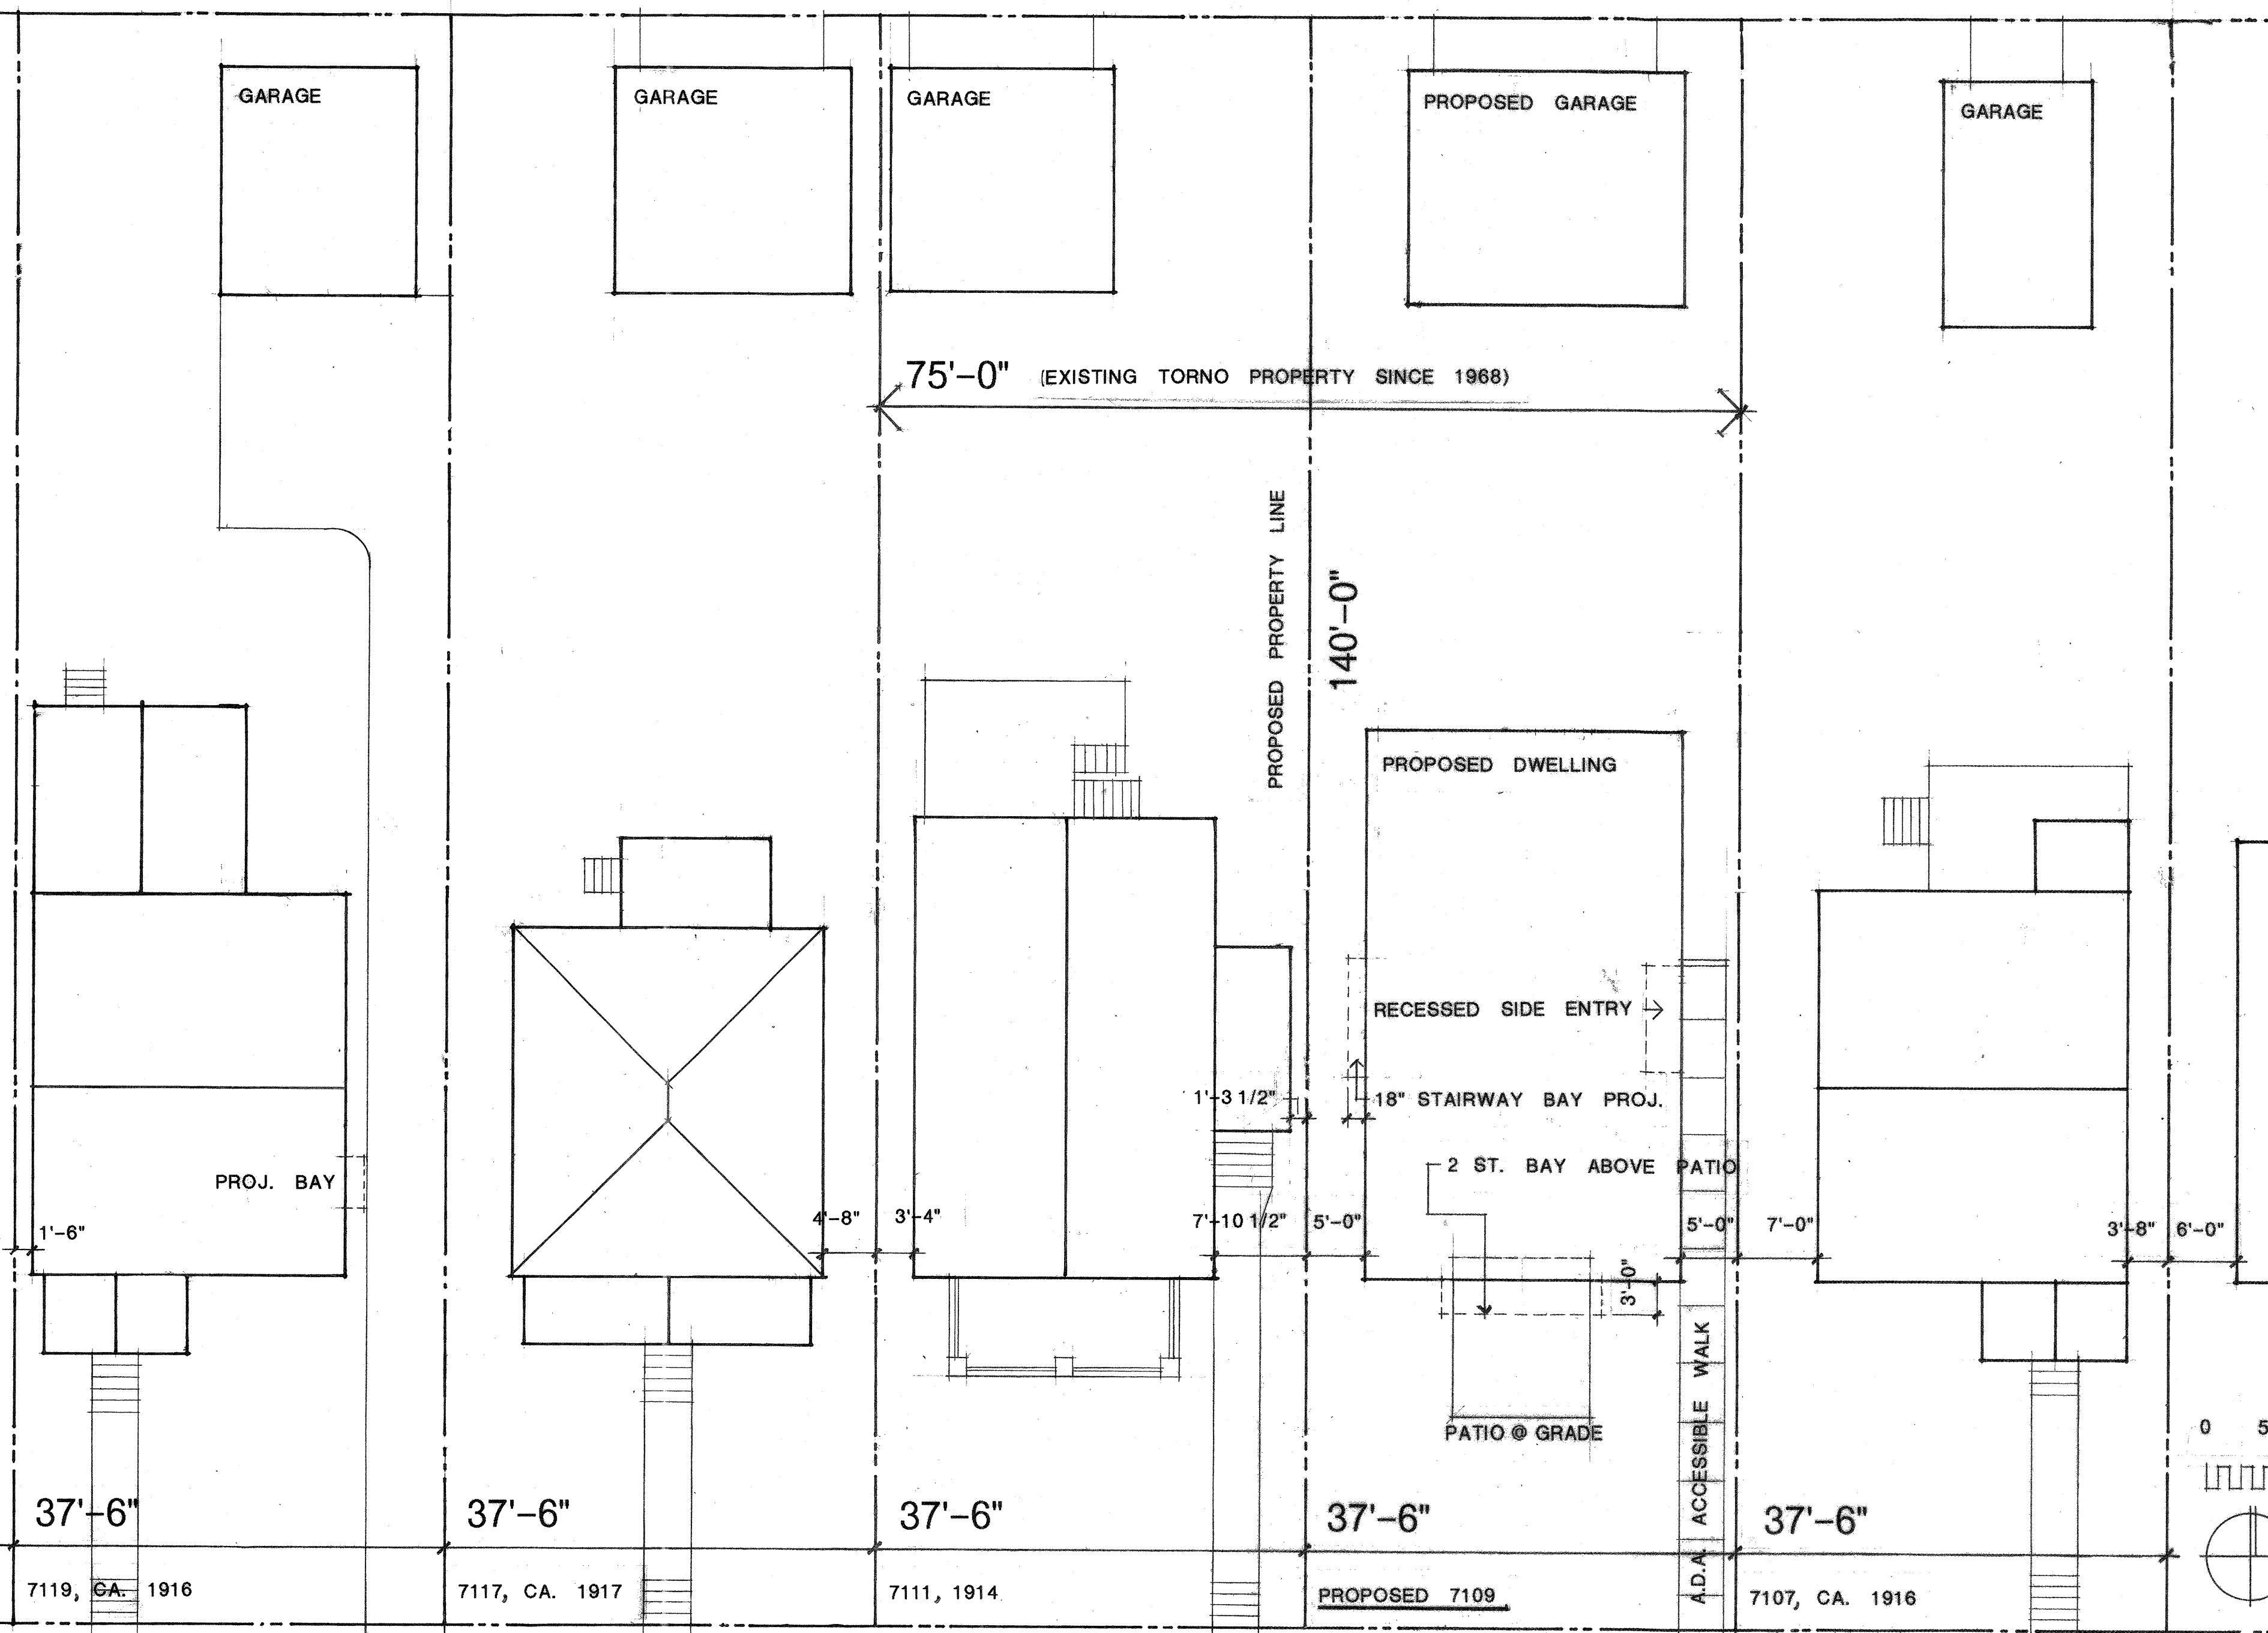 GARAGE
GARAGE
GARAGE
PROPOSED GARAGE
GARAGE
75'-0" (EXISTING TORNO PROPERTY SINCE 1968)
PROPOSED PROPERTY LINE
140'-0"
PROPOSED DWELLING
RECESSED SIDE ENTRY
1'-3 1/2"
18" STAIRWAY BAY PROJ.
2 ST. BAY ABOVE PATIO
PROJ. BAY
1'-6"
4'-8"
3'-4"
7'-10 1/2"
5'-0"
5'-0"
7'-0"
3'-8"
6'-0"
3'-0"
PATIO @ GRADE
A.D.A. ACCESSIBLE WALK
0 5
37'-6"
37'-6"
37'-6"
37'-6"
37'-6"
7119, CA. 1916
7117, CA. 1917
7111, 1914
PROPOSED 7109
7107, CA. 1916